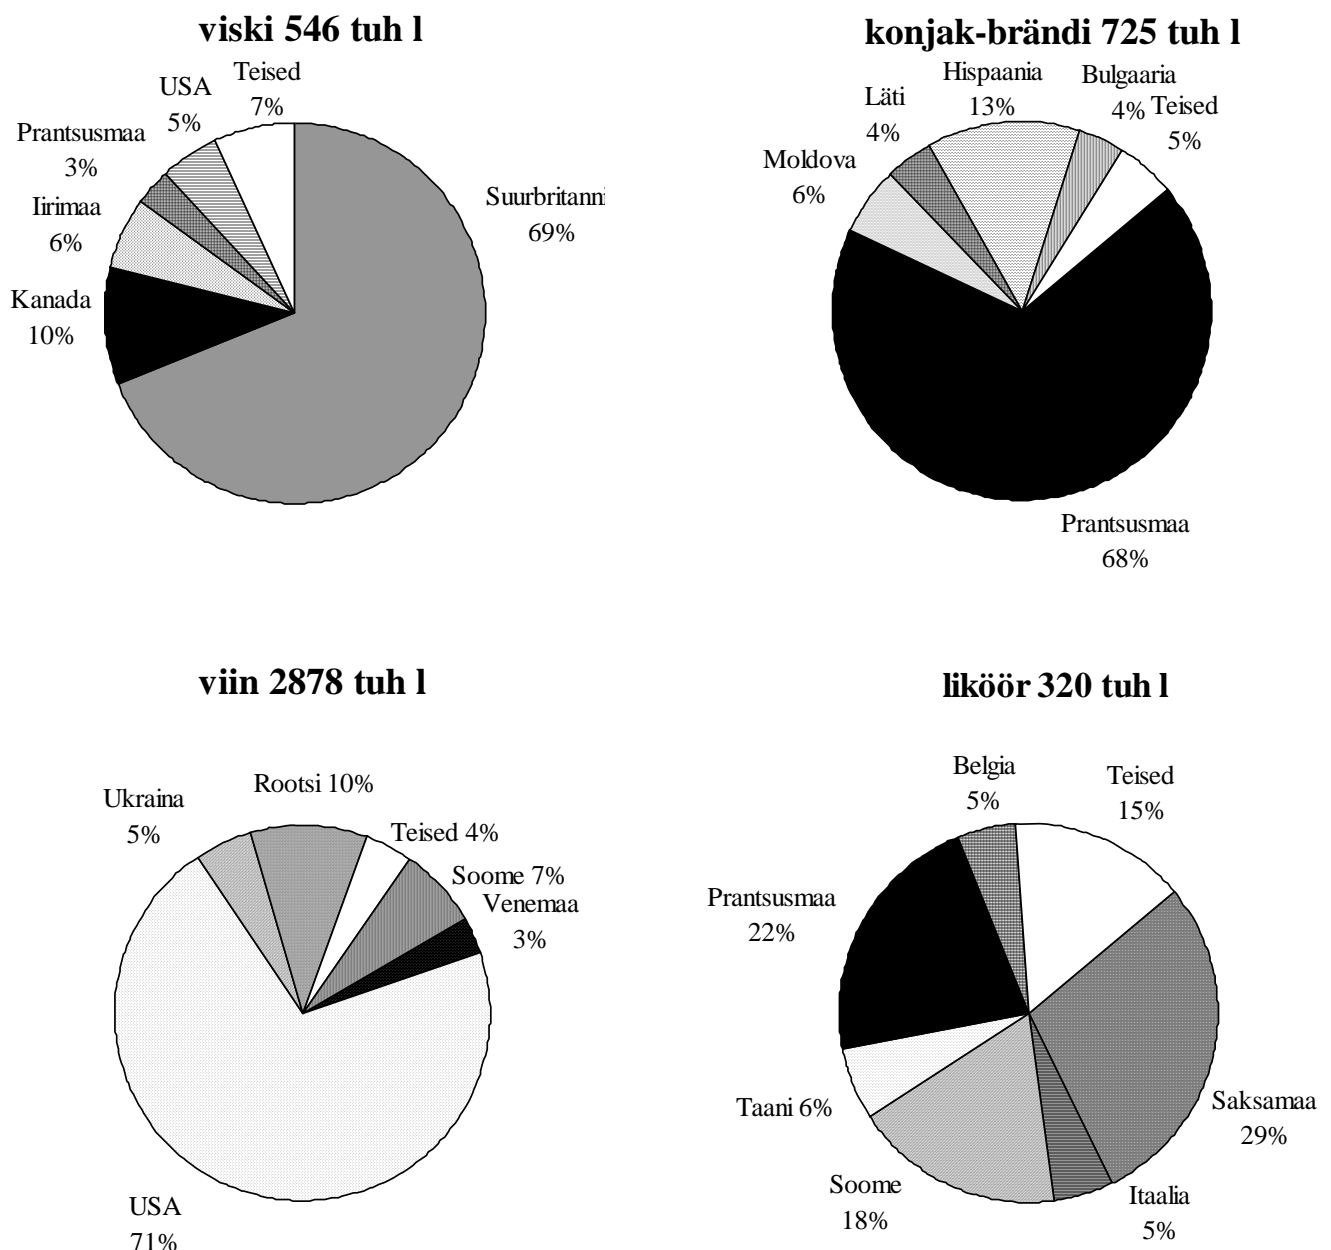 viski 546 tuh l
Teised
7%
USA
5%
Prantsusmaa
3%
Iirimaa
6%
Kanada
10%
Suurbritanni
69%
konjak-brändi 725 tuh l
Hispaania
13%
Bulgaaria
4%
Teised
5%
Läti
4%
Moldova
6%
Prantsusmaa
68%
viin 2878 tuh l
Rootsi 10%
Ukraina
5%
Teised 4%
Soome 7%
Venemaa
3%
USA
71%
liköör 320 tuh l
Belgia
5%
Teised
15%
Prantsusmaa
22%
Taani 6%
Soome
18%
Itaalia
5%
Saksamaa
29%